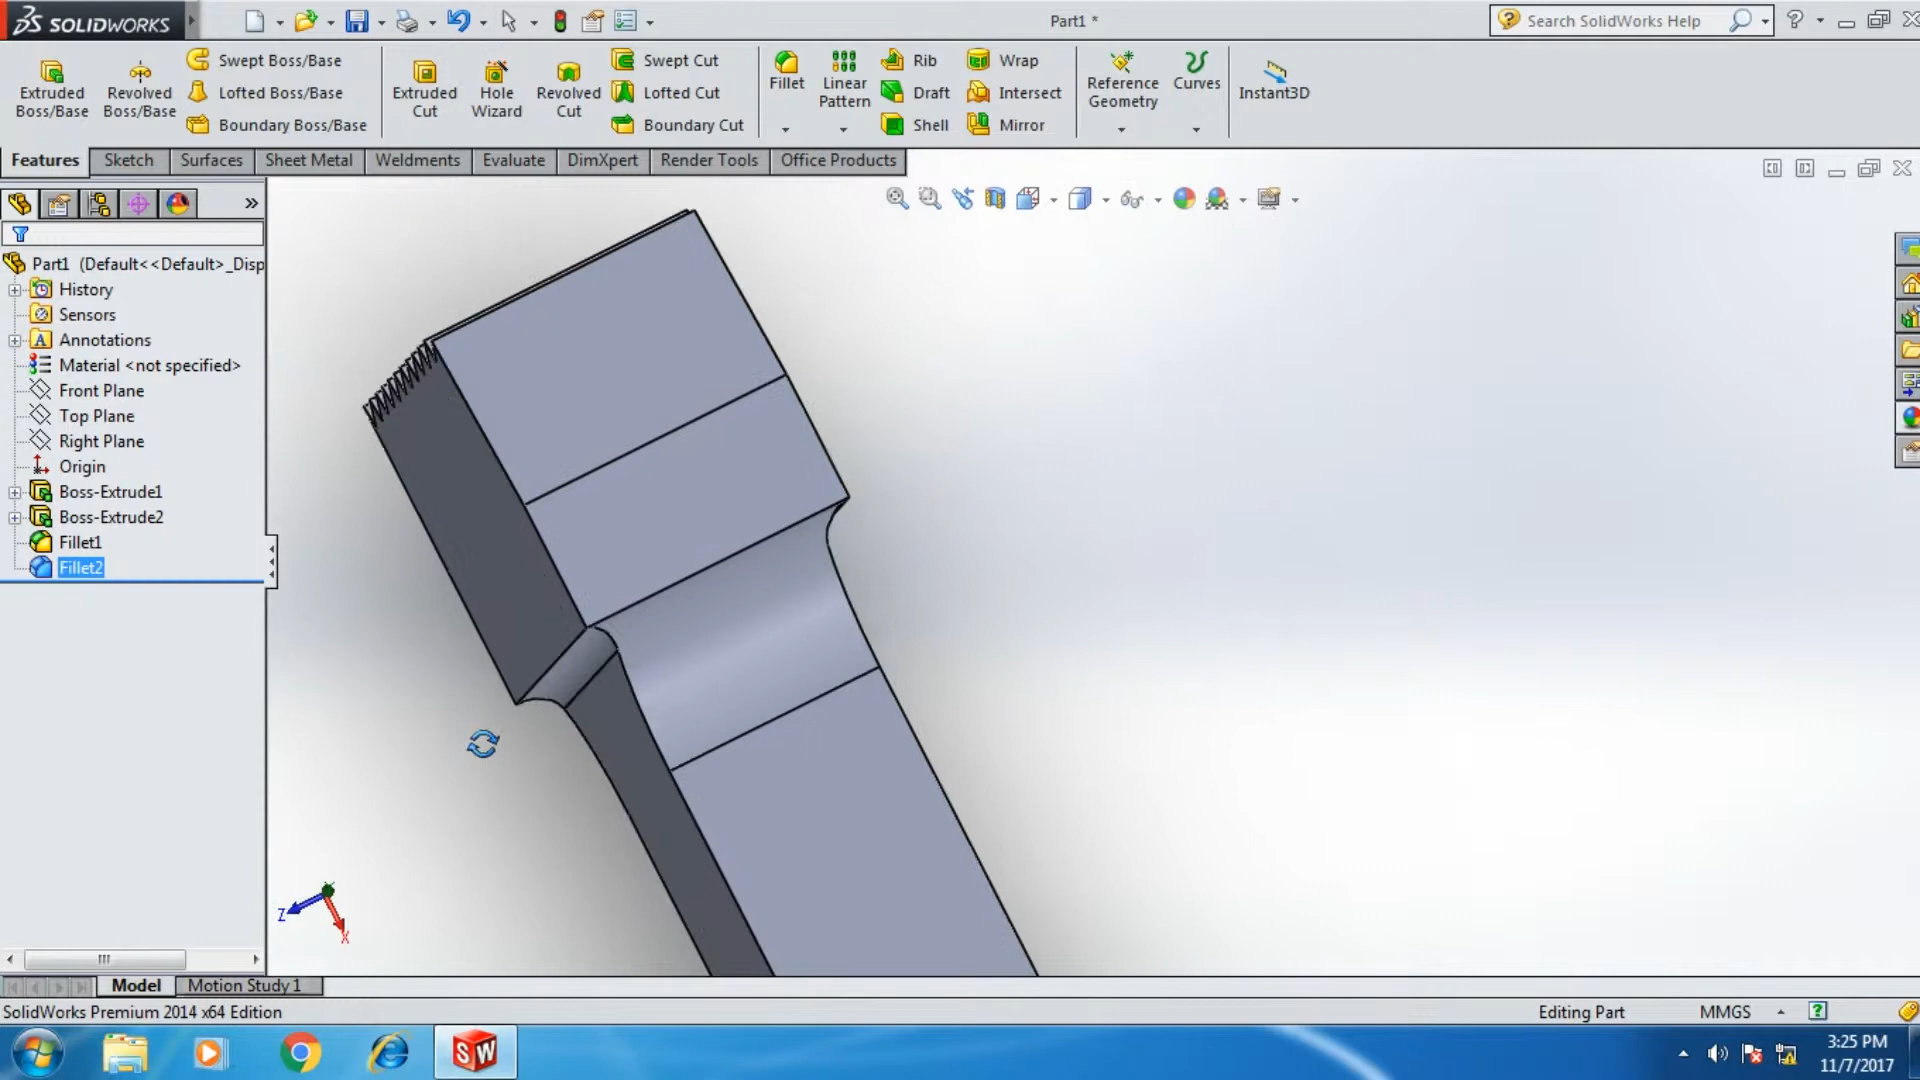 SOLIDWORKS
Part1 *
Search SolidWorks Help
Extruded Boss/Base
Revolved Boss/Base
Swept Boss/Base
Lofted Boss/Base
Boundary Boss/Base
Extruded Cut
Hole Wizard
Revolved Cut
Swept Cut
Lofted Cut
Boundary Cut
Fillet
Linear Pattern
Rib
Draft
Shell
Wrap
Intersect
Mirror
Reference Geometry
Curves
Instant3D
Features
Sketch
Surfaces
Sheet Metal
Weldments
Evaluate
DimXpert
Render Tools
Office Products
Part1 (Default<<Default>_Disp
History
Sensors
Annotations
Material <not specified>
Front Plane
Top Plane
Right Plane
Origin
Boss-Extrude1
Boss-Extrude2
Fillet1
Fillet2
Z
X
Model
Motion Study 1
SolidWorks Premium 2014 x64 Edition
Editing Part
MMGS
3:25 PM
11/7/2017